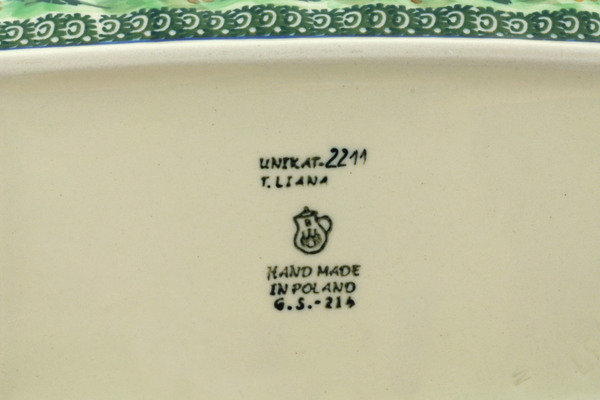 UNIKAT-2211
T. LIANA
HAND MADE
IN POLAND
G.S.-214